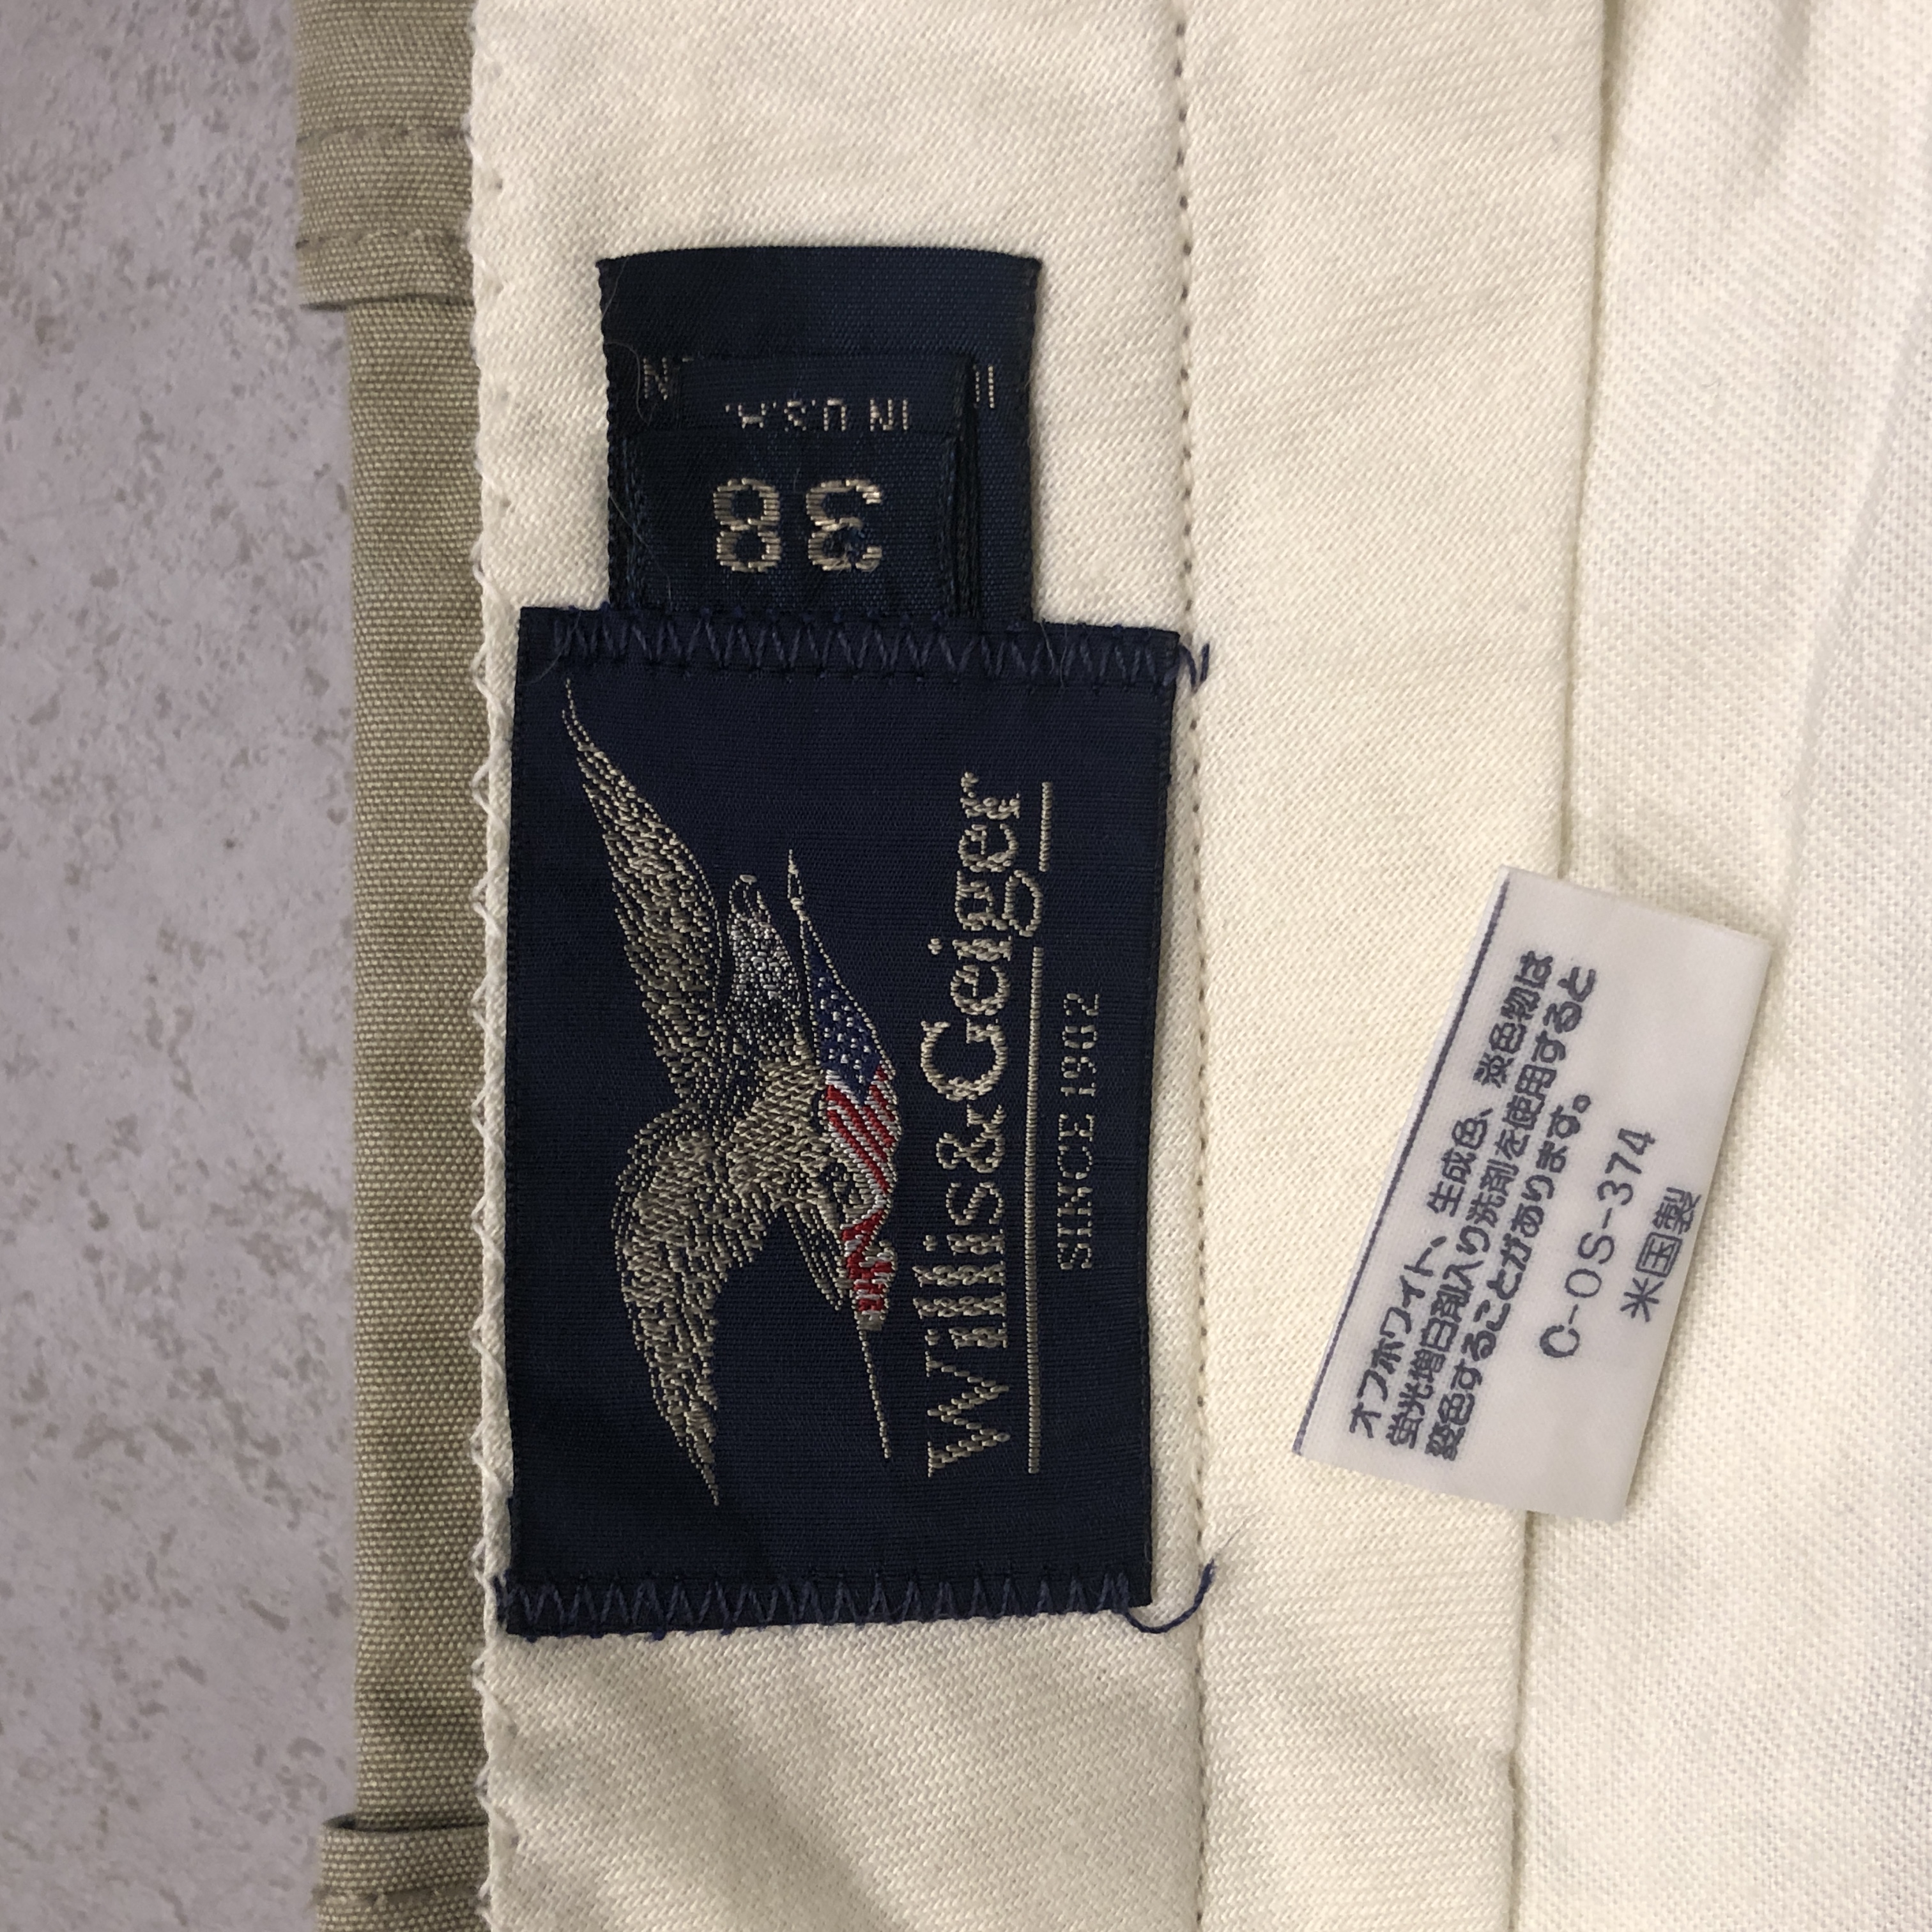 IN U.S.A.
38
Willis & Geiger
SINCE 1902
オフホワイト、生成色、淡色物は
蛍光増白剤入り洗剤を使用すると
変色することがあります。
C-OS-374
米国製